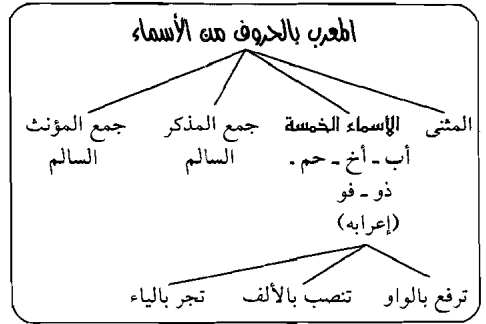 المعرب بالحروف من الأسماء
المثنى الأسماء الخمسة جمع المذكر جمع المؤنث
أب - أخ - حم . السالم السالم
ذو - فو
(إعرابه)
ترفع بالواو تنصب بالألف تجر بالياء